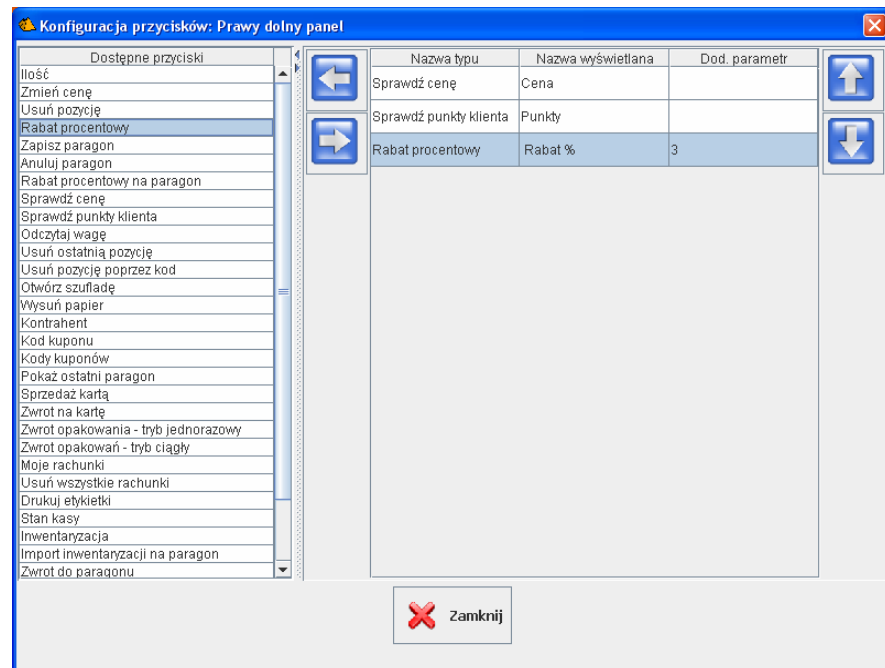 Konfiguracja przycisków: Prawy dolny panel
Dostępne przyciski
Ilość
Zmień cenę
Usuń pozycję
Rabat procentowy
Zapisz paragon
Anuluj paragon
Rabat procentowy na paragon
Sprawdź cenę
Sprawdź punkty klienta
Odczytaj wagę
Usuń ostatnią pozycję
Usuń pozycję poprzez kod
Otwórz szufladę
Wysuń papier
Kontrahent
Kod kuponu
Kody kuponów
Pokaż ostatni paragon
Sprzedaż kartą
Zwrot na kartę
Zwrot opakowania - tryb jednorazowy
Zwrot opakowań - tryb ciągły
Moje rachunki
Usuń wszystkie rachunki
Drukuj etykietki
Stan kasy
Inwentaryzacja
Import inwentaryzacji na paragon
Zwrot do paragonu
Nazwa typu Nazwa wyświetlana Dod. parametr
Sprawdź cenę Cena
Sprawdź punkty klienta Punkty
Rabat procentowy Rabat % 3
Zamknij